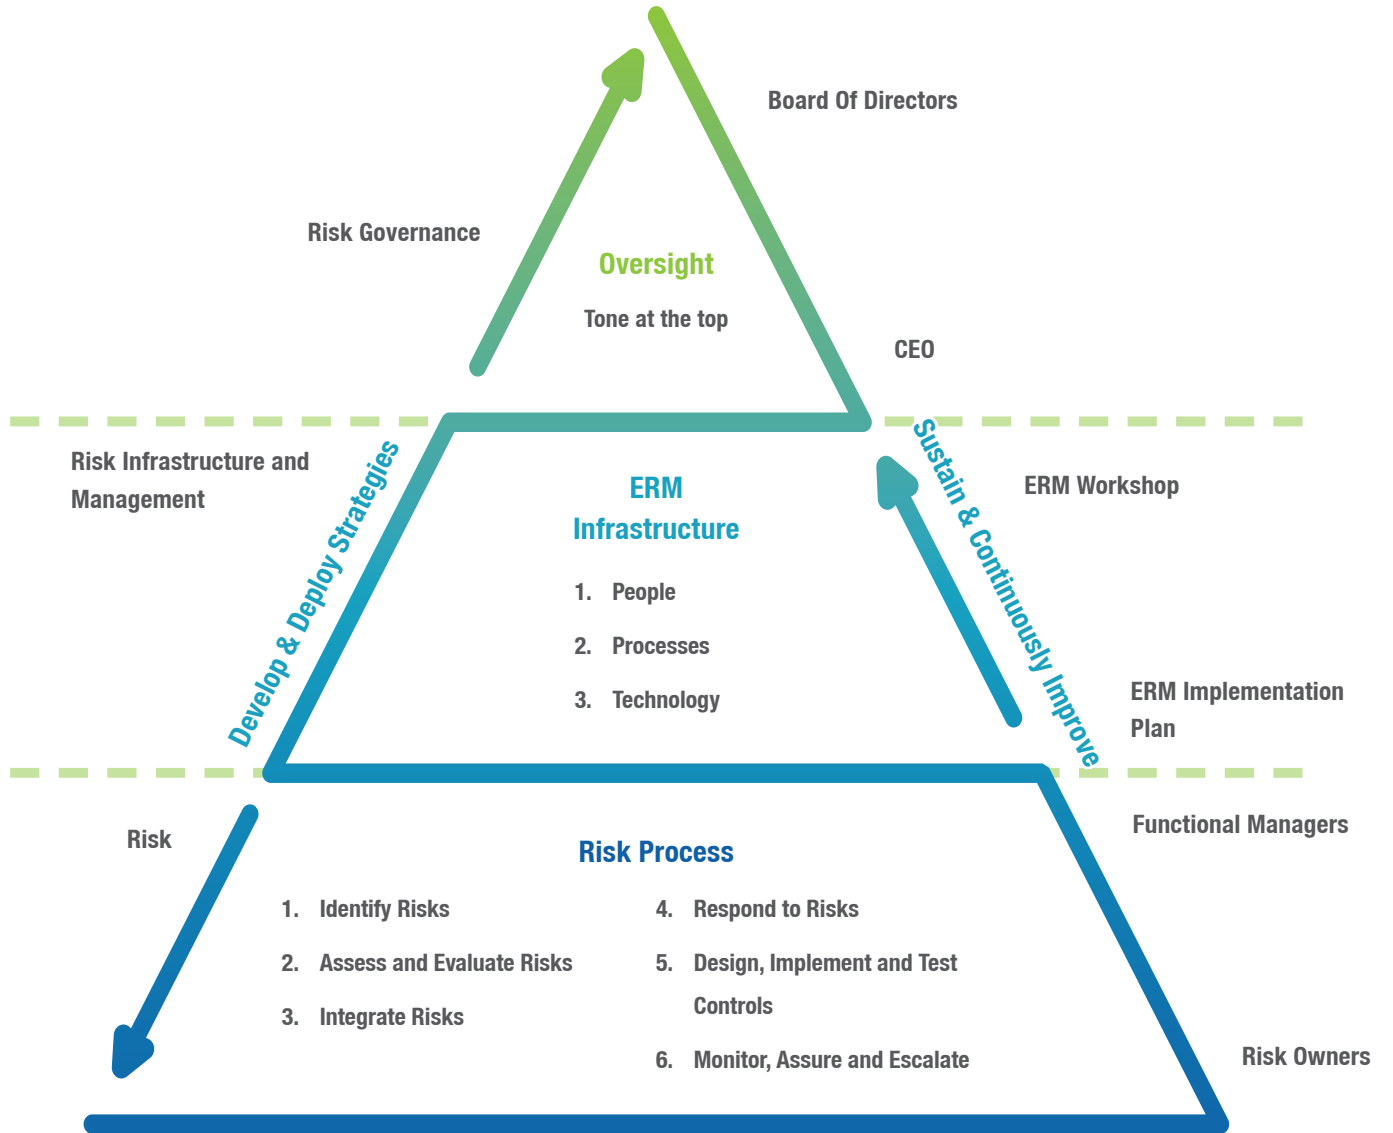 Board Of Directors
Risk Governance
Oversight
Tone at the top
CEO
Risk Infrastructure and
Management
Develop & Deploy Strategies
ERM
Infrastructure
1. People
2. Processes
3. Technology
Sustain & Continuously Improve
ERM Workshop
ERM Implementation
Plan
Risk
Functional Managers
Risk Process
1. Identify Risks
2. Assess and Evaluate Risks
3. Integrate Risks
4. Respond to Risks
5. Design, Implement and Test
Controls
6. Monitor, Assure and Escalate
Risk Owners